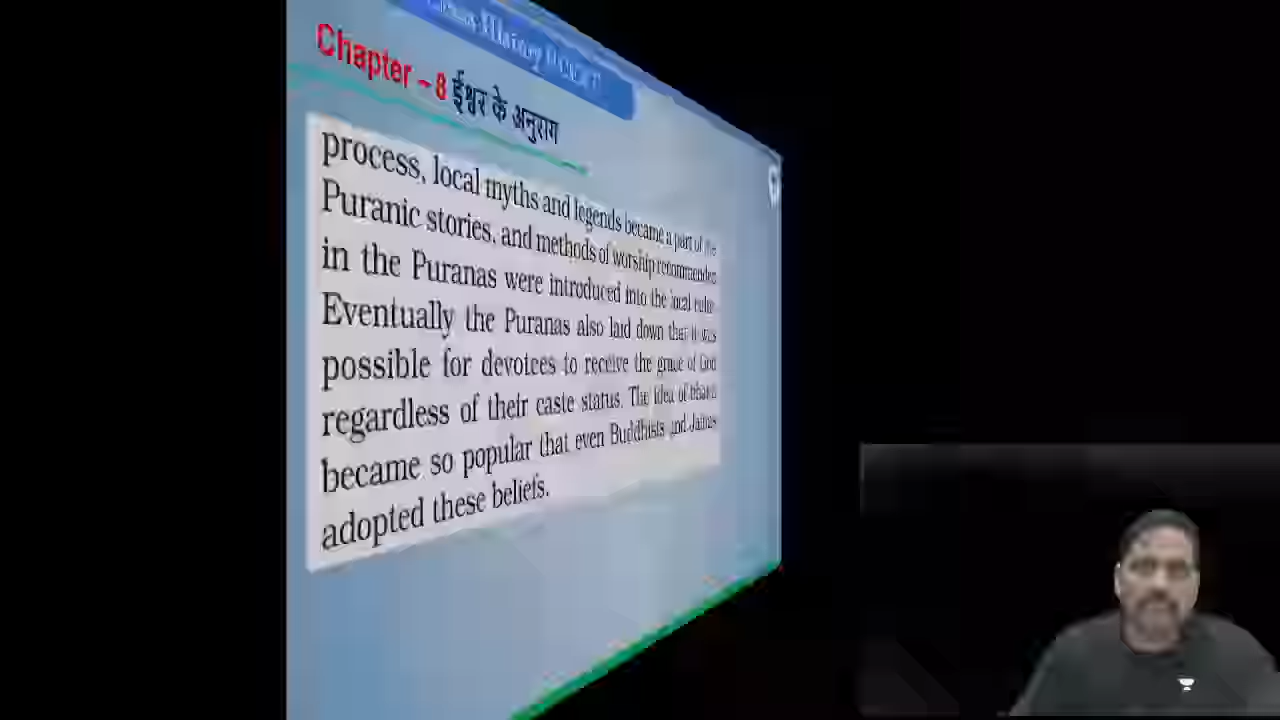 History
Chapter – 8 ईश्वर के अनुराग
process, local myths and legends became a part of the
Puranic stories, and methods of worship recommended
in the Puranas were introduced into the local
Eventually the Puranas also laid down that it was
possible for devotees to receive the grace of God
regardless of their caste status. The idea of bhakti
became so popular that even Buddhists and Jainas
adopted these beliefs.